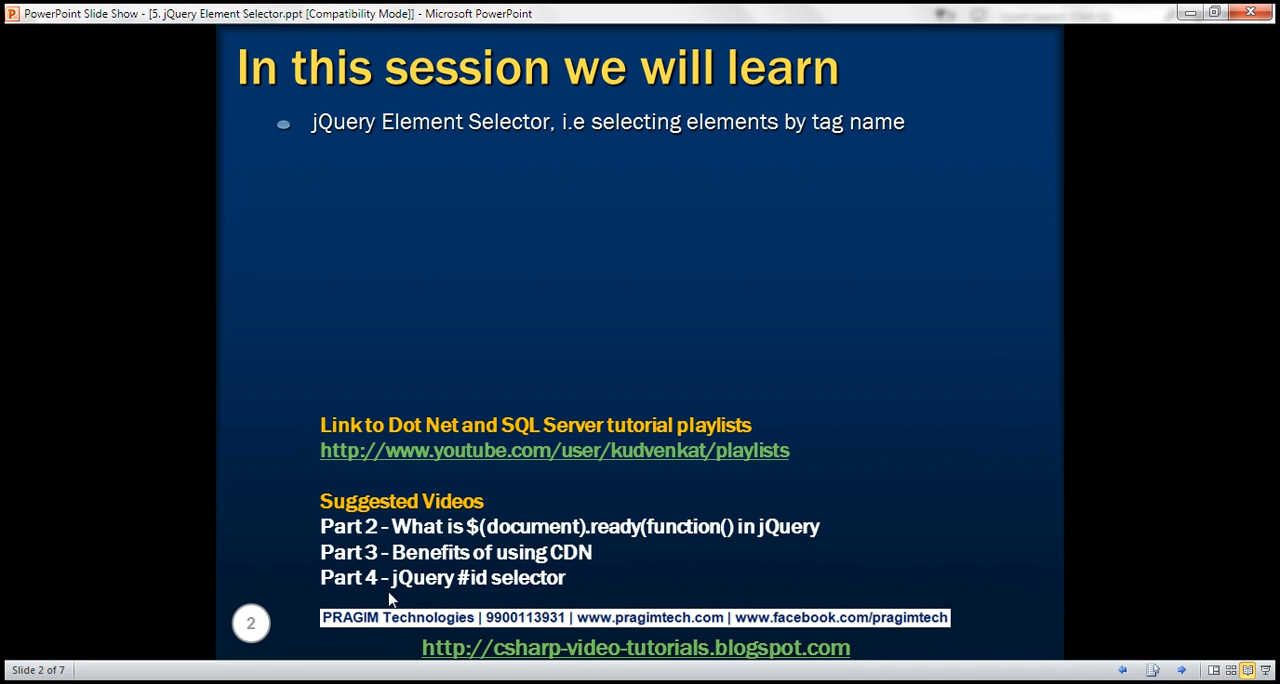 PowerPoint Slide Show - [5. jQuery Element Selector.ppt [Compatibility Mode]] - Microsoft PowerPoint
In this session we will learn
jQuery Element Selector, i.e selecting elements by tag name
Link to Dot Net and SQL Server tutorial playlists
http://www.youtube.com/user/kudvenkat/playlists
Suggested Videos
Part 2 - What is $(document).ready(function() in jQuery
Part 3 - Benefits of using CDN
Part 4 - jQuery #id selector
PRAGIM Technologies | 9900113931 | www.pragimtech.com | www.facebook.com/pragimtech
2
http://csharp-video-tutorials.blogspot.com
Slide 2 of 7